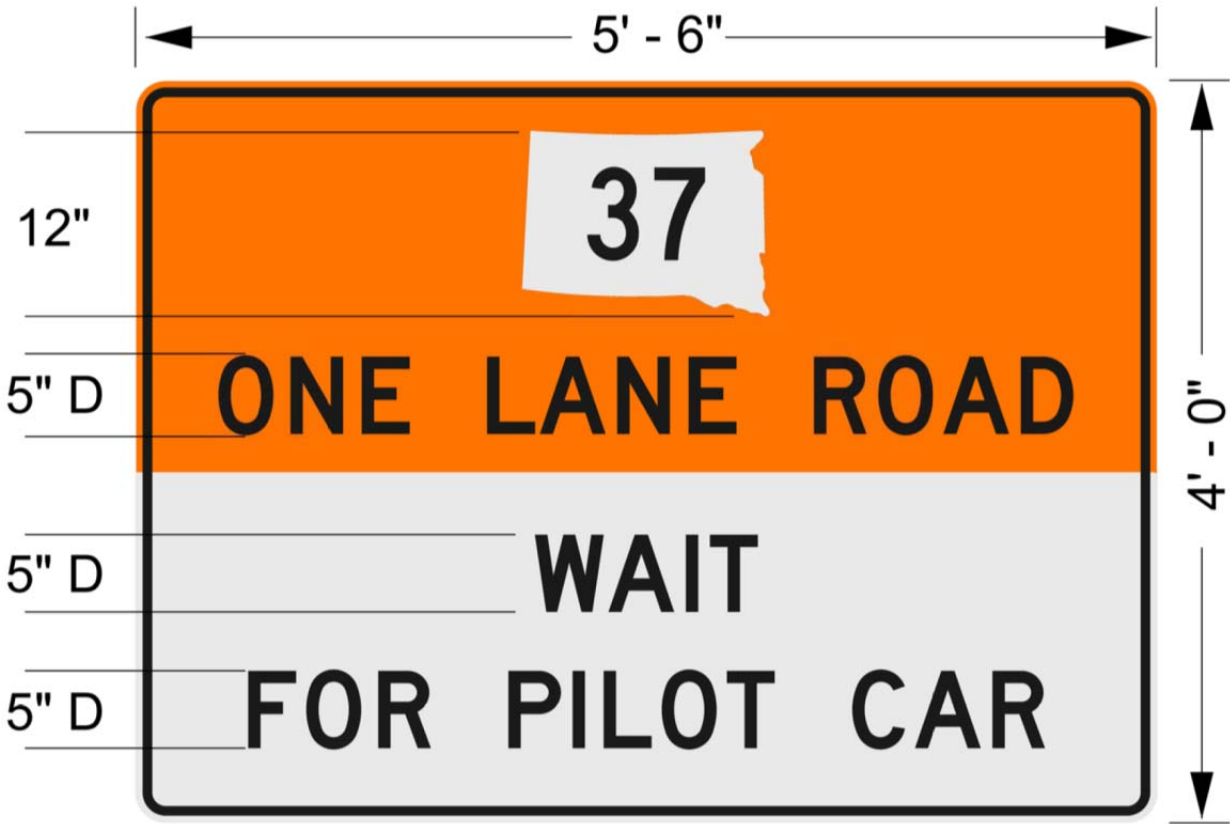 5' - 6"
37
12"
5" D ONE LANE ROAD
4' - 0"
5" D WAIT
5" D FOR PILOT CAR